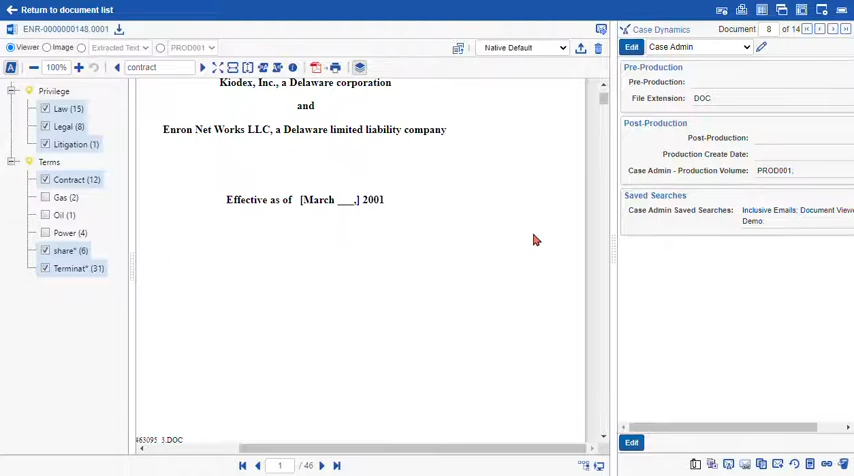 Return to document list
ENR-0000000148.0001
Viewer Image Extracted Text PROD001 Native Default
100% contract
Privilege
Law (15)
Legal (8)
Litigation (1)
Terms
Contract (12)
Gas (2)
Oil (1)
Power (4)
share* (6)
Terminat* (31)
Kiodex, Inc., a Delaware corporation
and
Enron Net Works LLC, a Delaware limited liability company
Effective as of [March ___,] 2001
463095_3.DOC
1 / 46
Case Dynamics Document 8 of 14
Edit Case Admin
Pre-Production
Pre-Production:
File Extension: DOC
Post-Production
Post-Production:
Production Create Date:
Case Admin - Production Volume: PROD001;
Saved Searches
Case Admin Saved Searches: Inclusive Emails; Document Viewe
Demo;
Edit